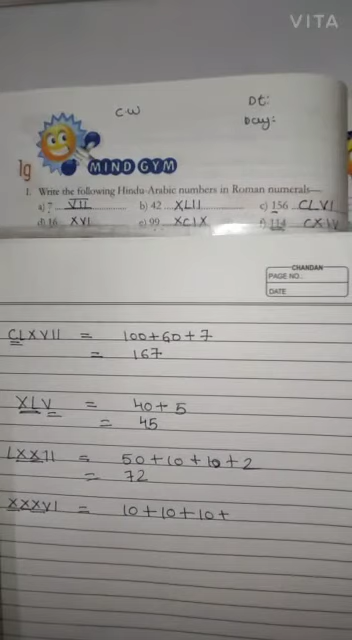 VITA
CW
Dt:
Day:
MIND GYM
1. Write the following Hindu-Arabic numbers in Roman numerals—
a) 7 VII b) 42 XLII c) 156 CLVI
d) 16 XVI e) 99 XCIX f) 114 CXIV
CHANDAN
PAGE NO.
DATE
CLXVII = 100+60+7
= 167
XLV = 40+5
= 45
LXXII = 50+10+10+2
= 72
XXXVI = 10+10+10+